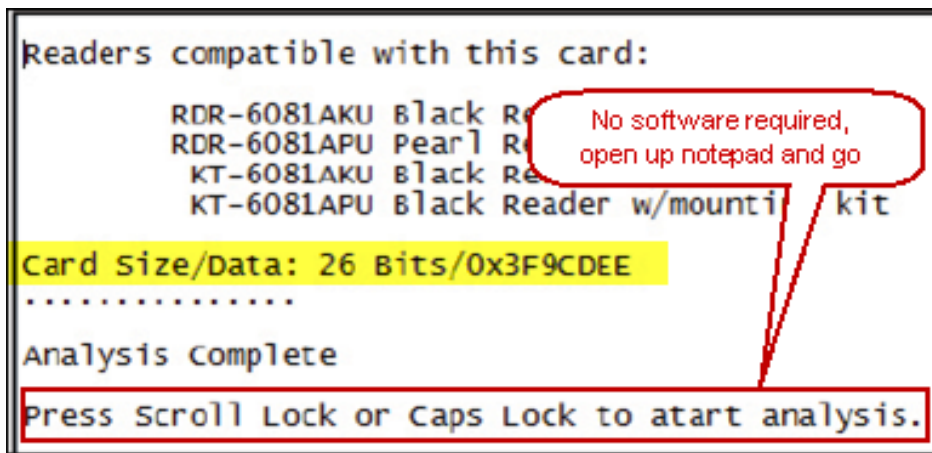 Readers compatible with this card:
RDR-6081AKU Black Re
RDR-6081APU Pearl Re
KT-6081AKU Black Re
KT-6081APU Black Reader w/mounti kit
No software required,
open up notepad and go
Card Size/Data: 26 Bits/0x3F9CDEE
...............
Analysis Complete
Press Scroll Lock or Caps Lock to atart analysis.